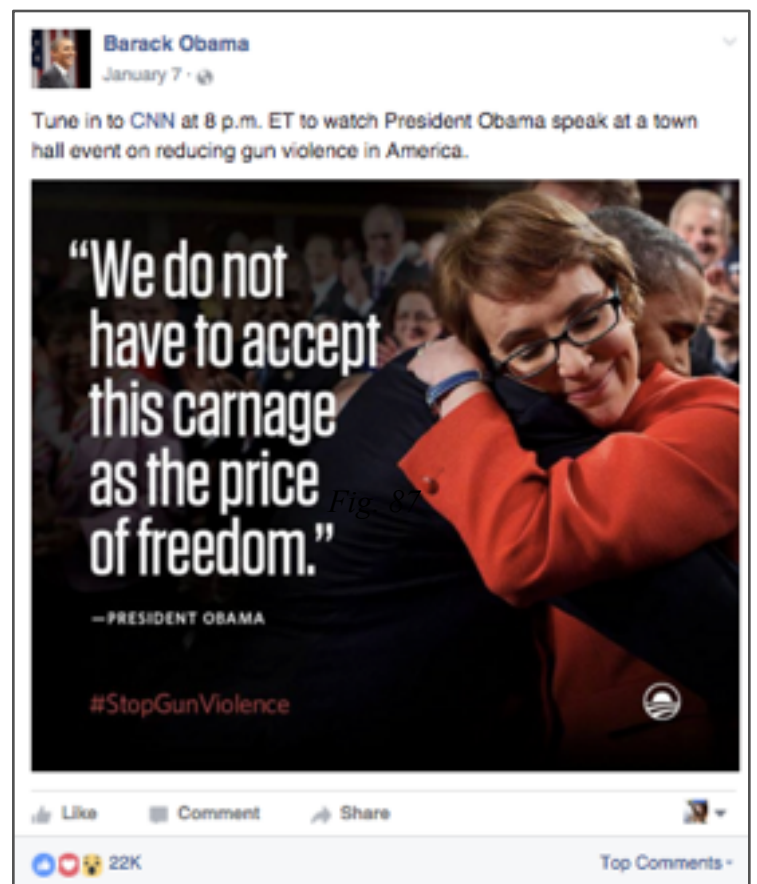 Barack Obama
January 7 ·
Tune in to CNN at 8 p.m. ET to watch President Obama speak at a town
hall event on reducing gun violence in America.
“We do not
have to accept
this carnage
as the price
of freedom.”
Fig. 87
—PRESIDENT OBAMA
#StopGunViolence
Like Comment Share
22K Top Comments